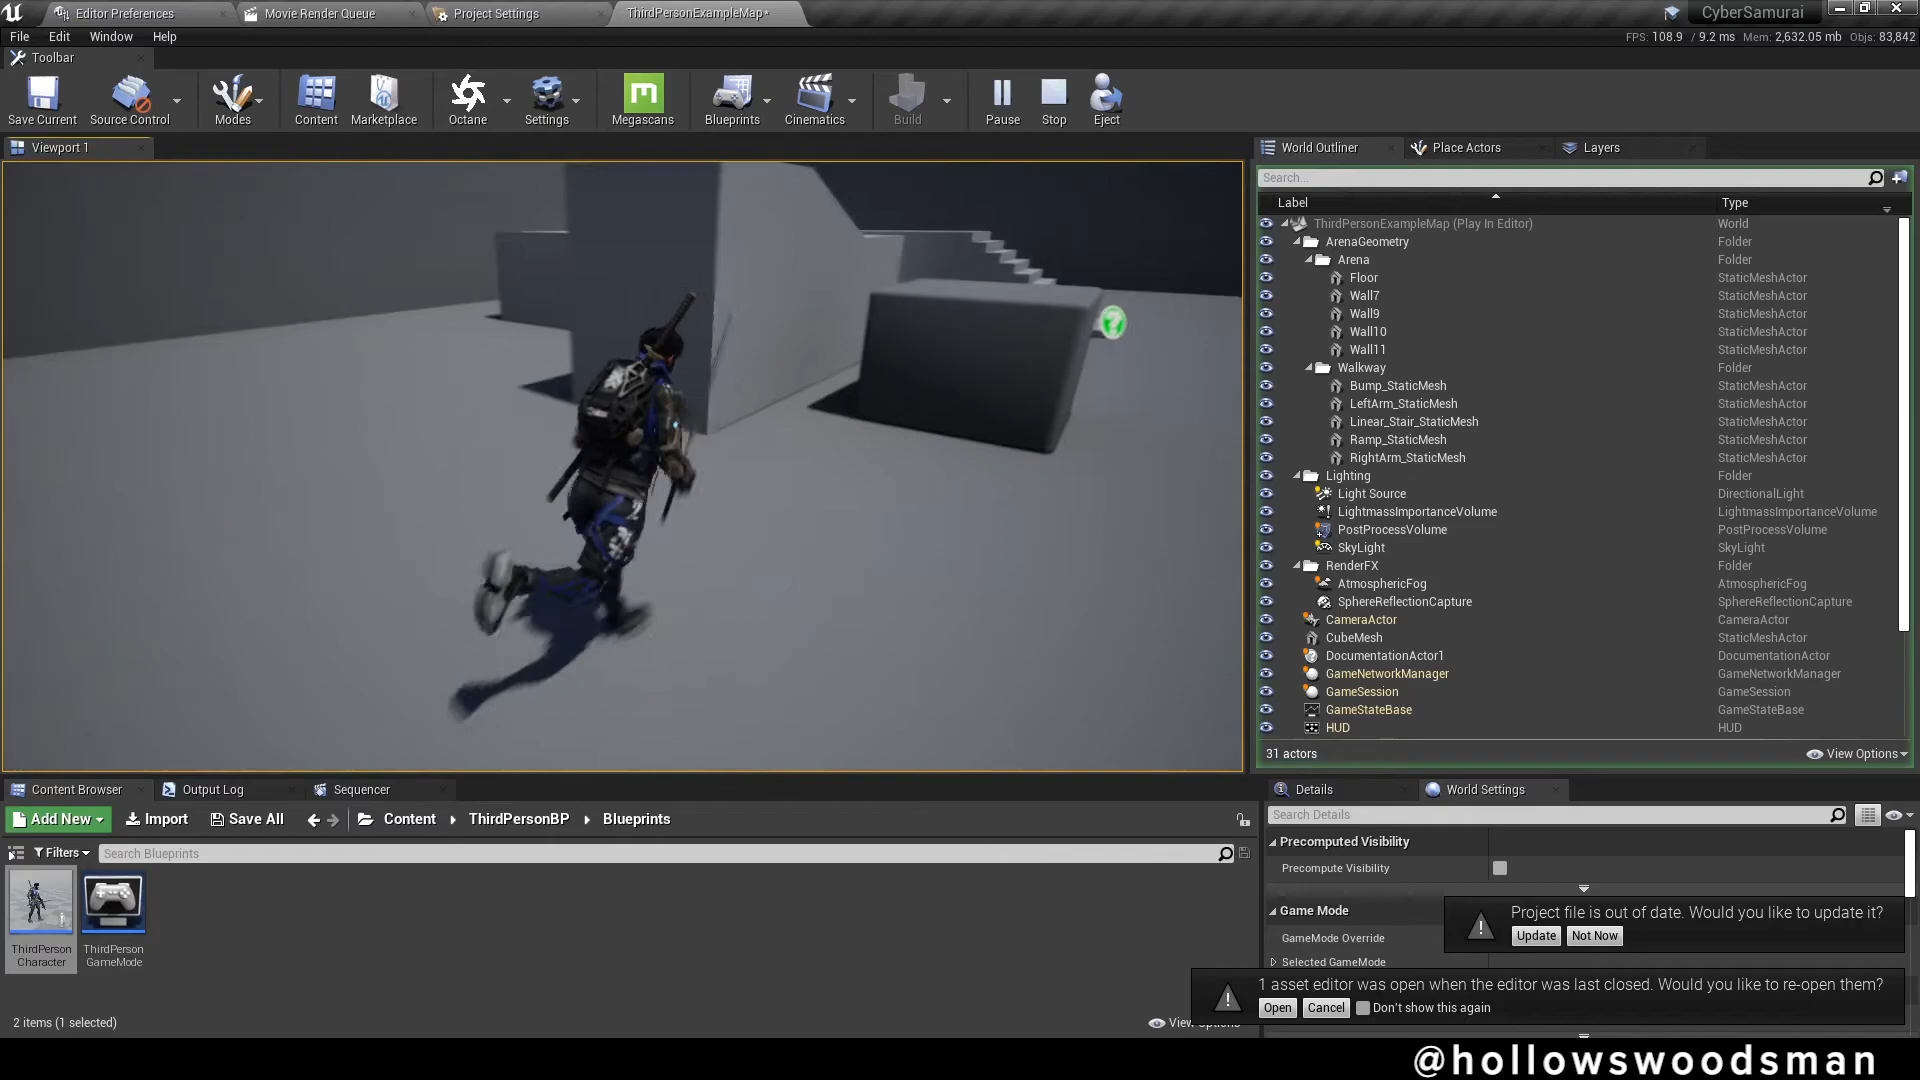 Editor Preferences
Movie Render Queue
Project Settings
ThirdPersonExampleMap*
CyberSamurai
File Edit Window Help
FPS: 108.9 / 9.2 ms Mem: 2,632.05 mb Objs: 83,842
Toolbar
Save Current
Source Control
Modes
Content
Marketplace
Octane
Settings
Megascans
Blueprints
Cinematics
Build
Pause
Stop
Eject
Viewport 1
World Outliner
Place Actors
Layers
Search...
Label Type
ThirdPersonExampleMap (Play In Editor) World
ArenaGeometry Folder
Arena Folder
Floor StaticMeshActor
Wall7 StaticMeshActor
Wall9 StaticMeshActor
Wall10 StaticMeshActor
Wall11 StaticMeshActor
Walkway Folder
Bump_StaticMesh StaticMeshActor
LeftArm_StaticMesh StaticMeshActor
Linear_Stair_StaticMesh StaticMeshActor
Ramp_StaticMesh StaticMeshActor
RightArm_StaticMesh StaticMeshActor
Lighting Folder
Light Source DirectionalLight
LightmassImportanceVolume LightmassImportanceVolume
PostProcessVolume PostProcessVolume
SkyLight SkyLight
RenderFX Folder
AtmosphericFog AtmosphericFog
SphereReflectionCapture SphereReflectionCapture
CameraActor CameraActor
CubeMesh StaticMeshActor
DocumentationActor1 DocumentationActor
GameNetworkManager GameNetworkManager
GameSession GameSession
GameStateBase GameStateBase
HUD HUD
31 actors View Options
Content Browser
Output Log
Sequencer
Add New Import Save All Content ThirdPersonBP Blueprints
Filters Search Blueprints
ThirdPerson
Character
ThirdPerson
GameMode
2 items (1 selected)
View Options
Details
World Settings
Search Details
Precomputed Visibility
Precompute Visibility
Game Mode
GameMode Override
Selected GameMode
Project file is out of date. Would you like to update it?
Update Not Now
1 asset editor was open when the editor was last closed. Would you like to re-open them?
Open Cancel Don't show this again
@hollowswoodsman